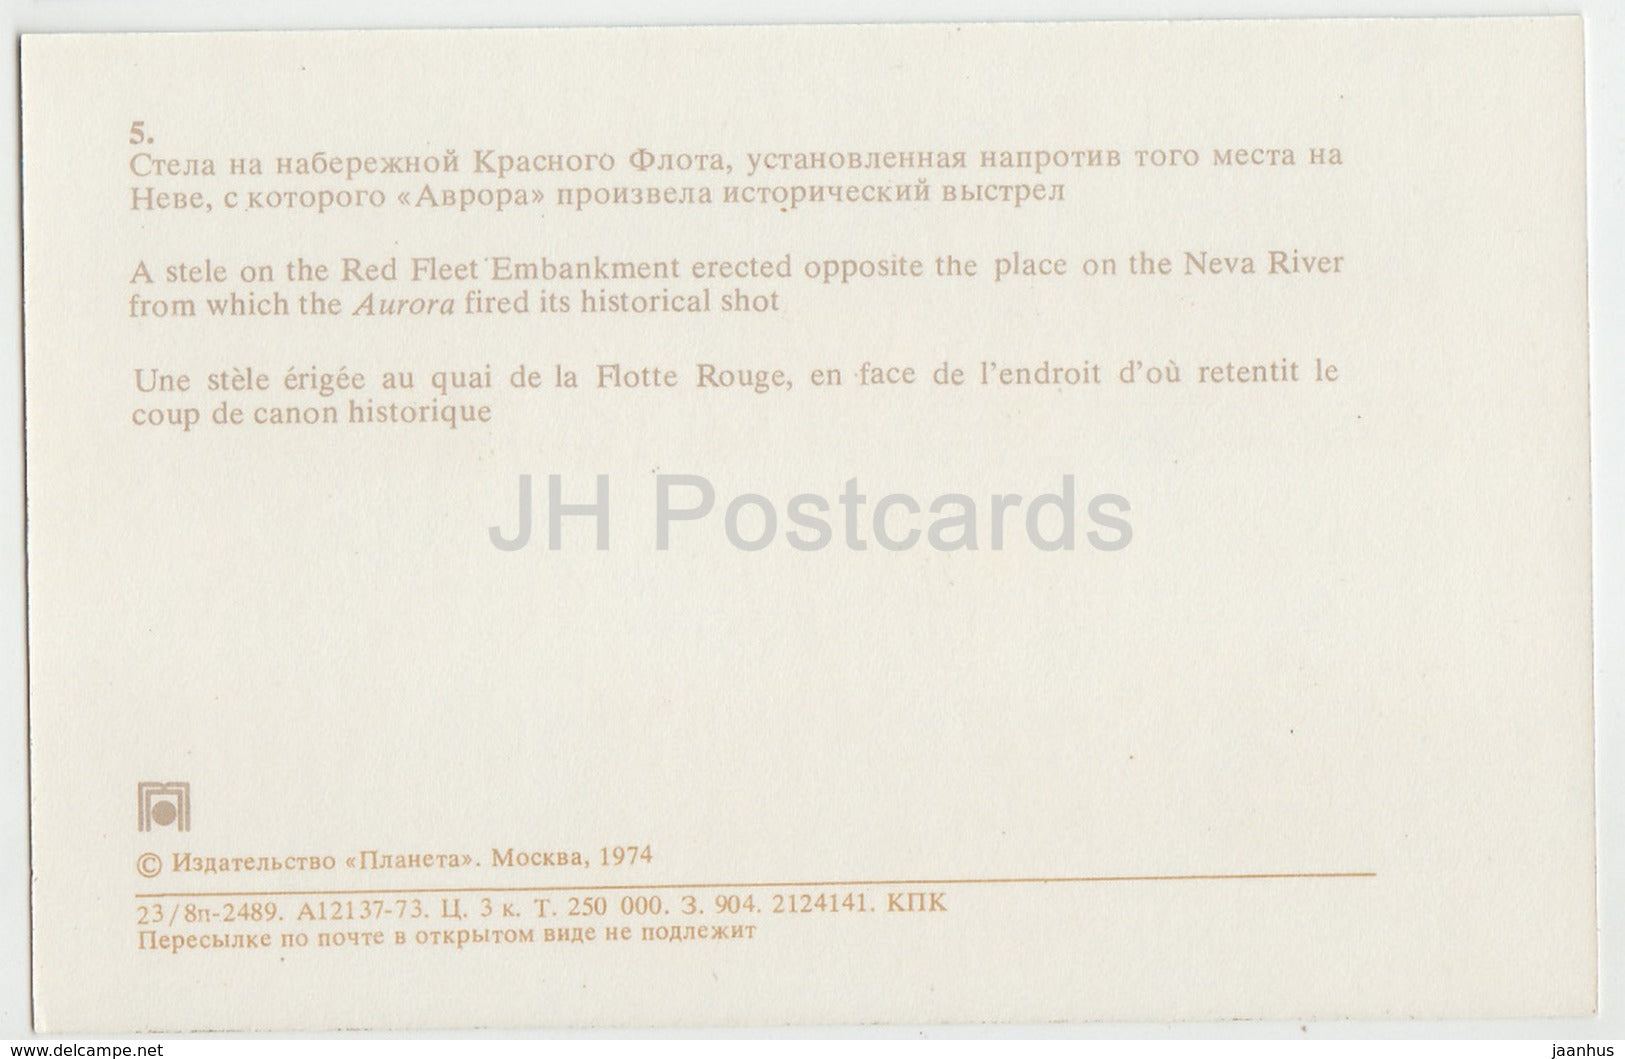 5.
Стела на набережной Красного Флота, установленная напротив того места на
Неве, с которого «Аврора» произвела исторический выстрел
A stele on the Red Fleet Embankment erected opposite the place on the Neva River
from which the Aurora fired its historical shot
Une stèle érigée au quai de la Flotte Rouge, en face de l'endroit d'où retentit le
coup de canon historique
JH Postcards
© Издательство «Планета». Москва, 1974
23/8п-2489. А12137-73. Ц. 3 к. Т. 250 000. З. 904. 2124141. КПК
Пересылке по почте в открытом виде не подлежит
www.delcampe.net
jaanhus